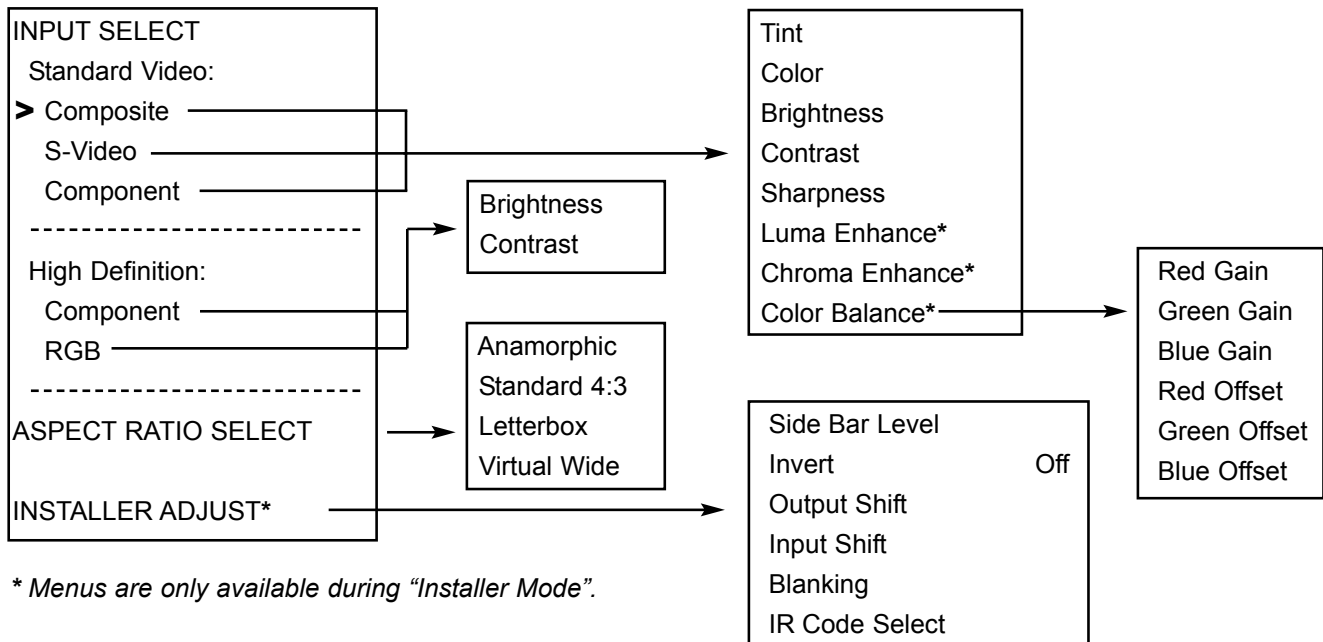 INPUT SELECT
Standard Video:
> Composite
S-Video
Component
High Definition:
Component
RGB
ASPECT RATIO SELECT
INSTALLER ADJUST*
* Menus are only available during “Installer Mode”.
Brightness
Contrast
Anamorphic
Standard 4:3
Letterbox
Virtual Wide
Tint
Color
Brightness
Contrast
Sharpness
Luma Enhance*
Chroma Enhance*
Color Balance*
Side Bar Level
Invert Off
Output Shift
Input Shift
Blanking
IR Code Select
Red Gain
Green Gain
Blue Gain
Red Offset
Green Offset
Blue Offset